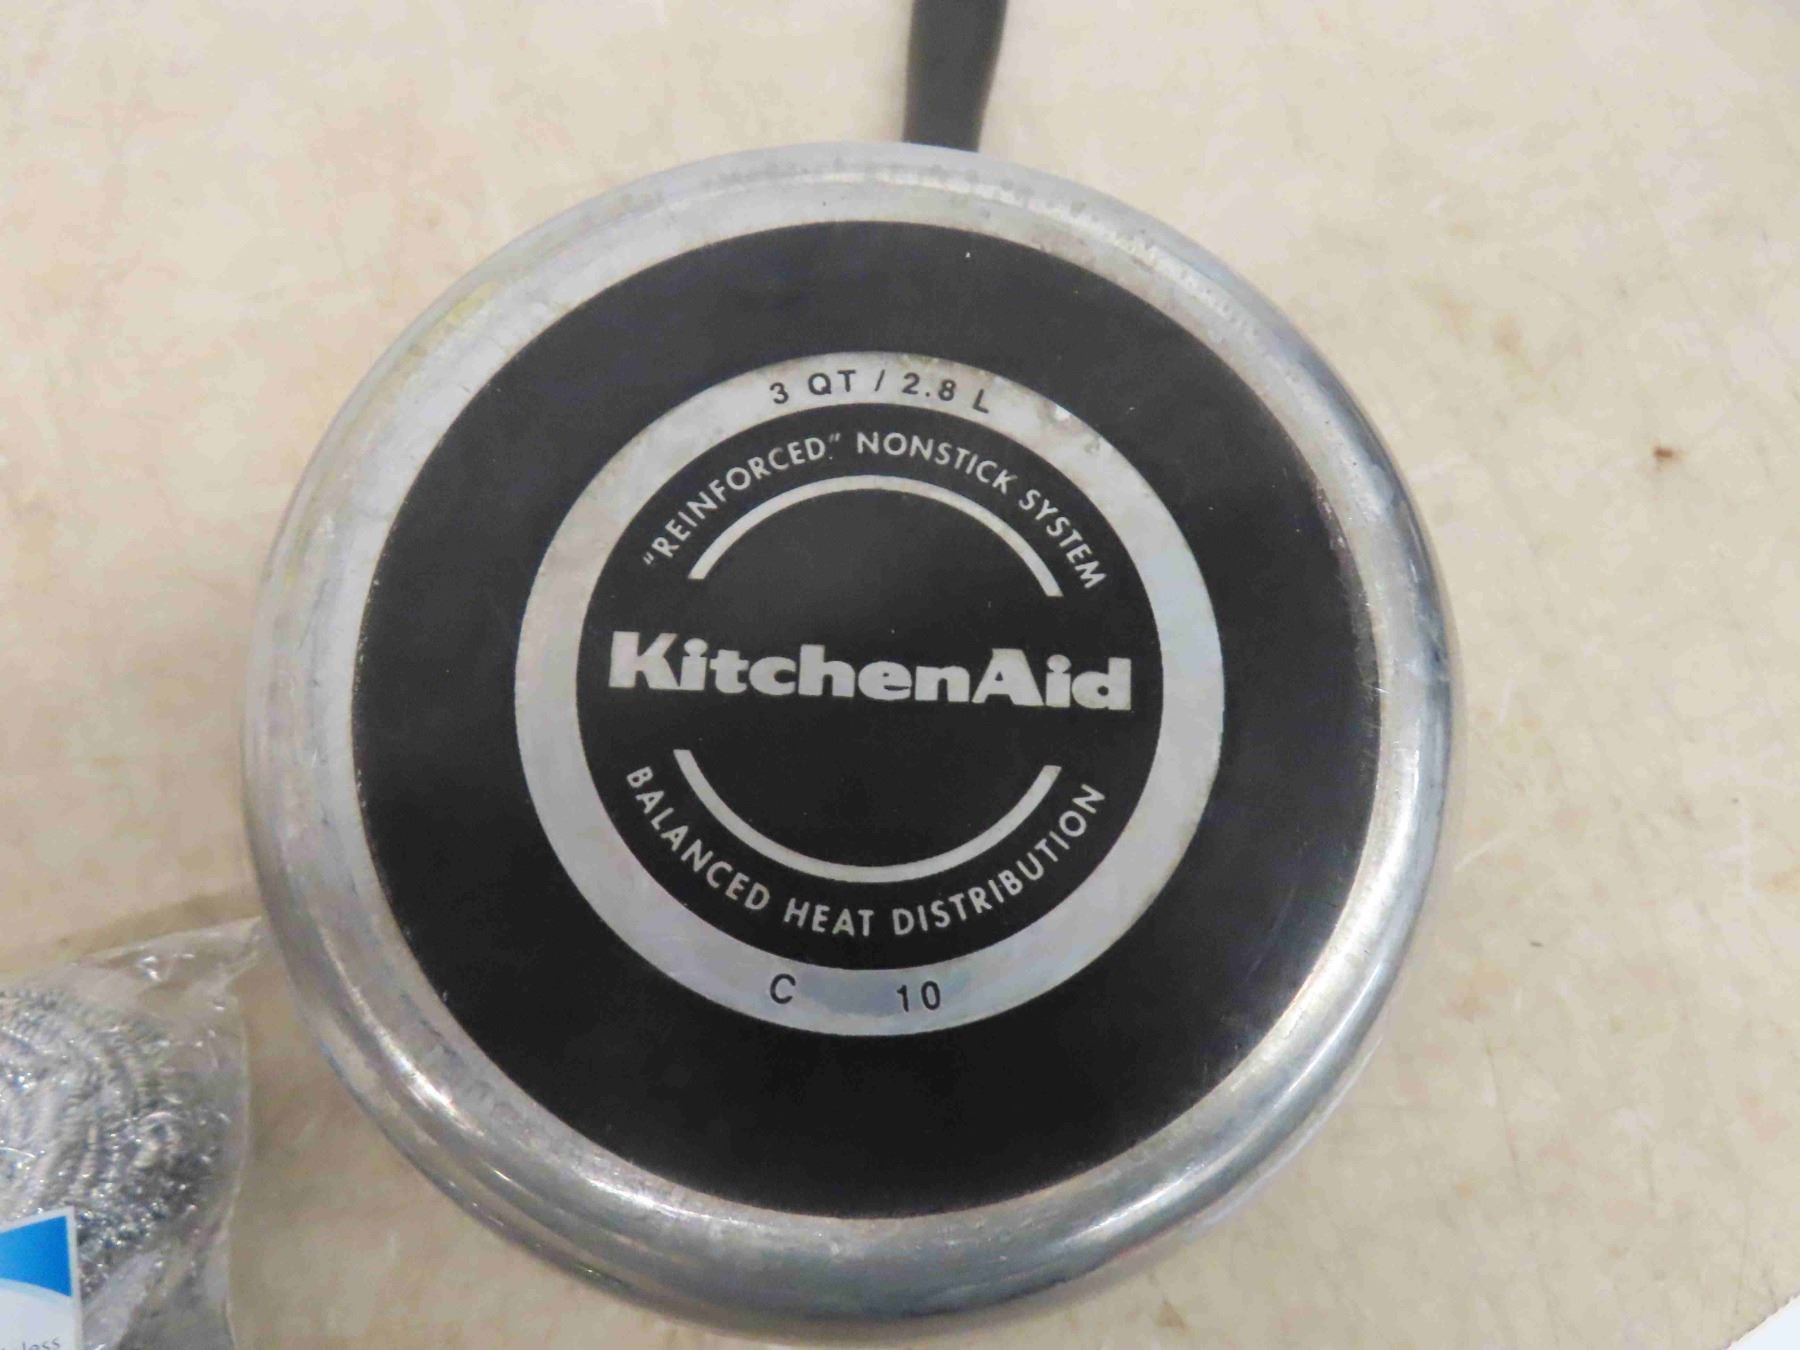 3 QT / 2.8 L
"REINFORCED." NONSTICK SYSTEM
KitchenAid
BALANCED HEAT DISTRIBUTION
C 10